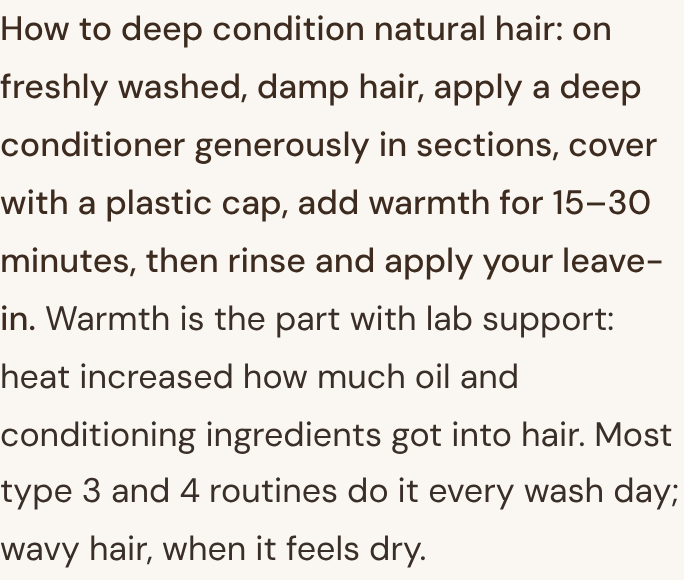 How to deep condition natural hair: on
freshly washed, damp hair, apply a deep
conditioner generously in sections, cover
with a plastic cap, add warmth for 15–30
minutes, then rinse and apply your leave-
in. Warmth is the part with lab support:
heat increased how much oil and
conditioning ingredients got into hair. Most
type 3 and 4 routines do it every wash day;
wavy hair, when it feels dry.